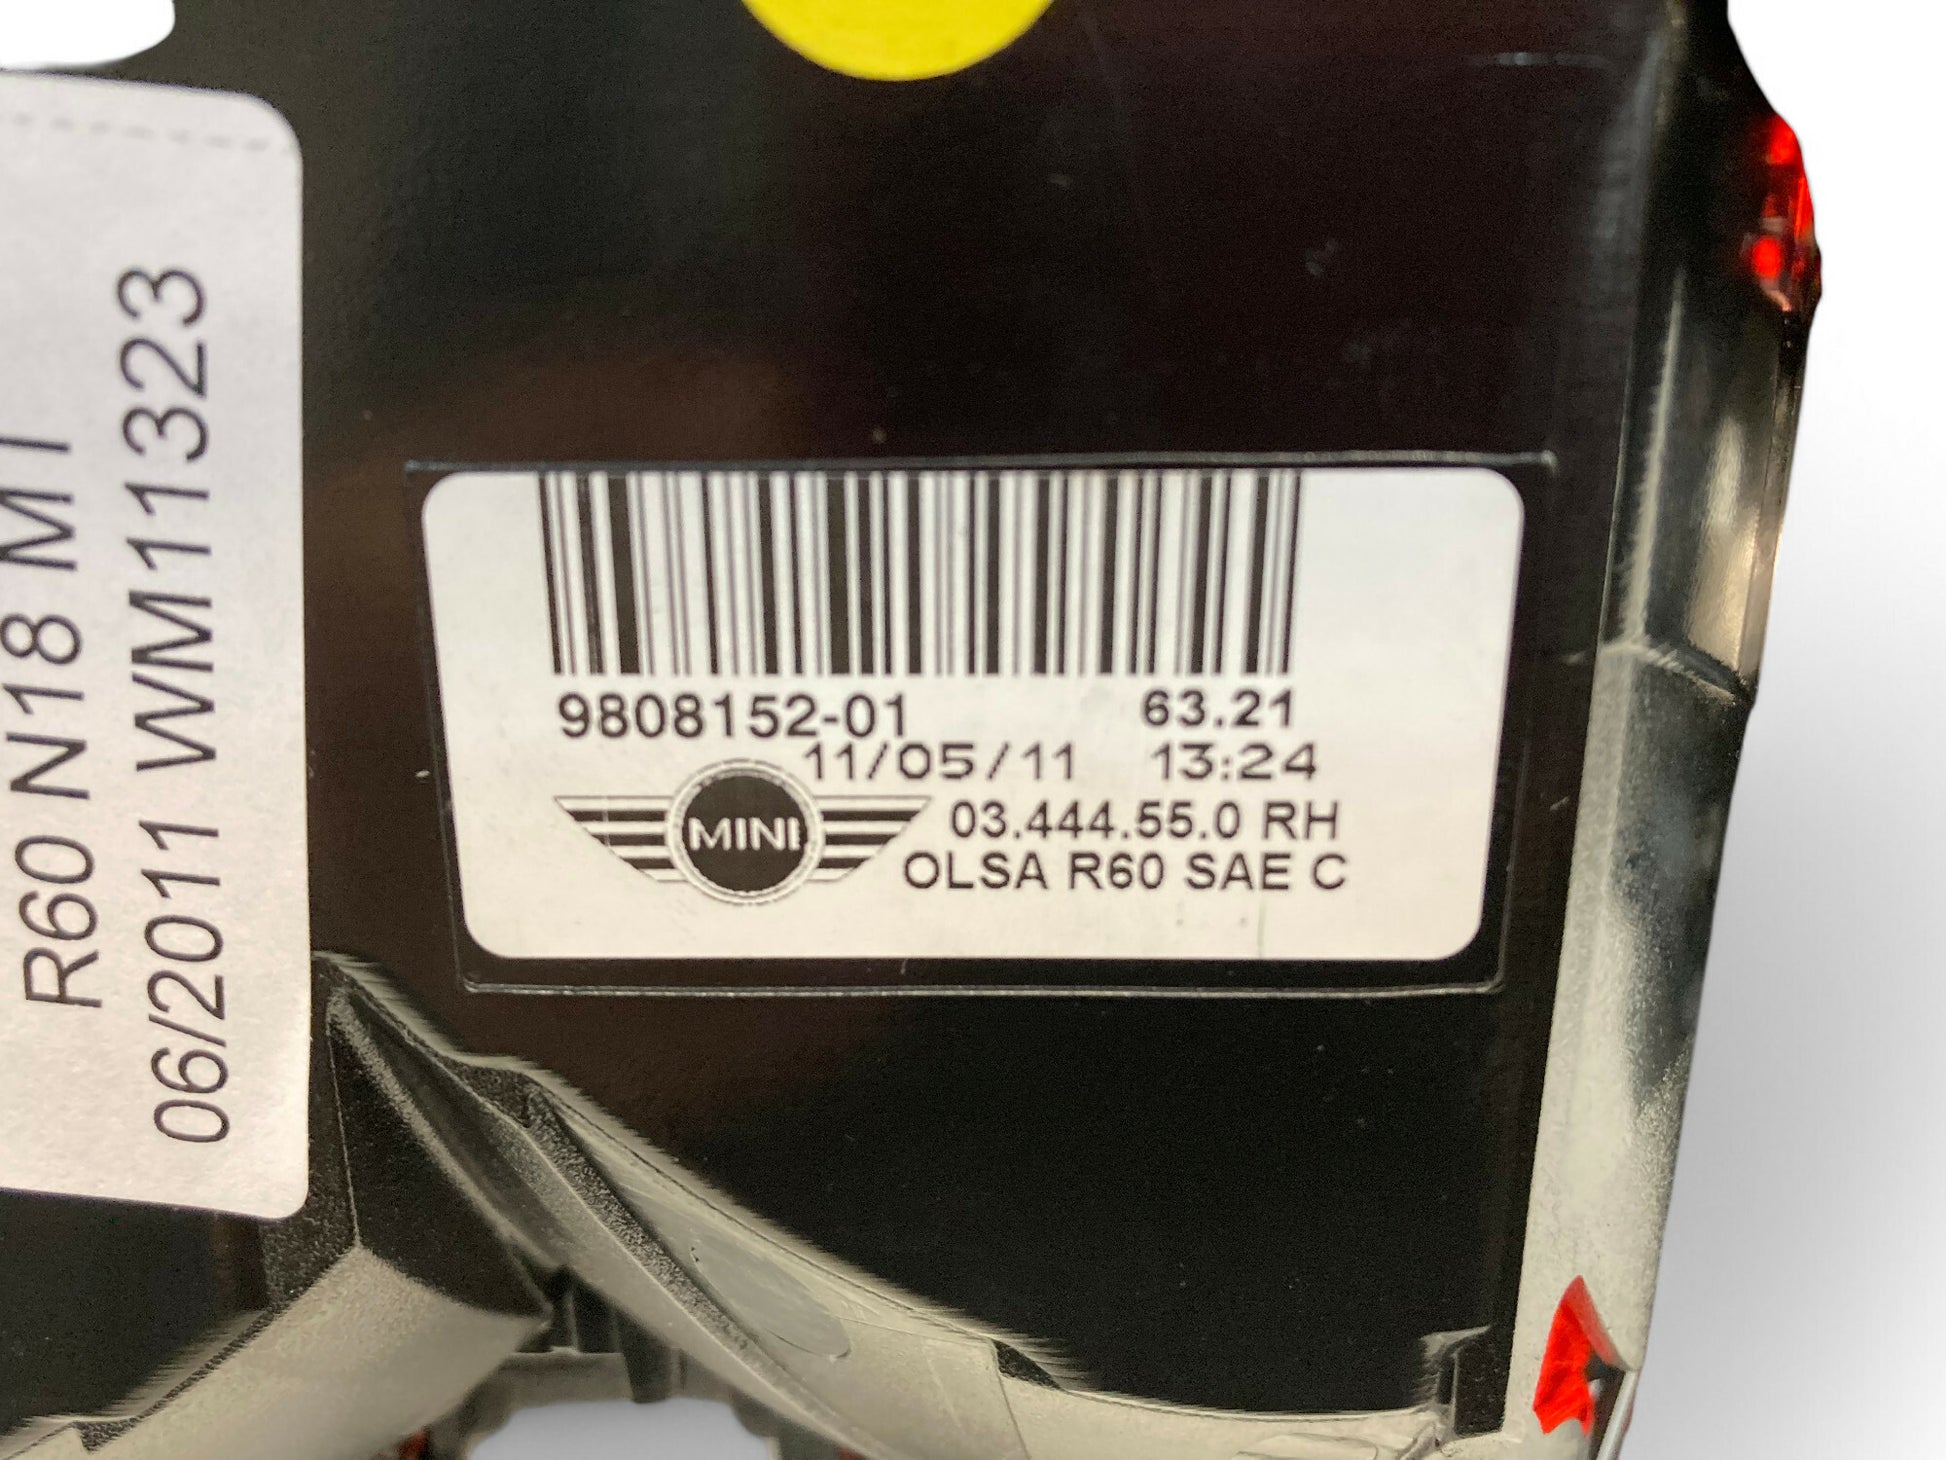 R60 N18 MT
06/2011 WM11323
9808152-01 63.21
11/05/11 13:24
MINI
03.444.55.0 RH
OLSA R60 SAE C